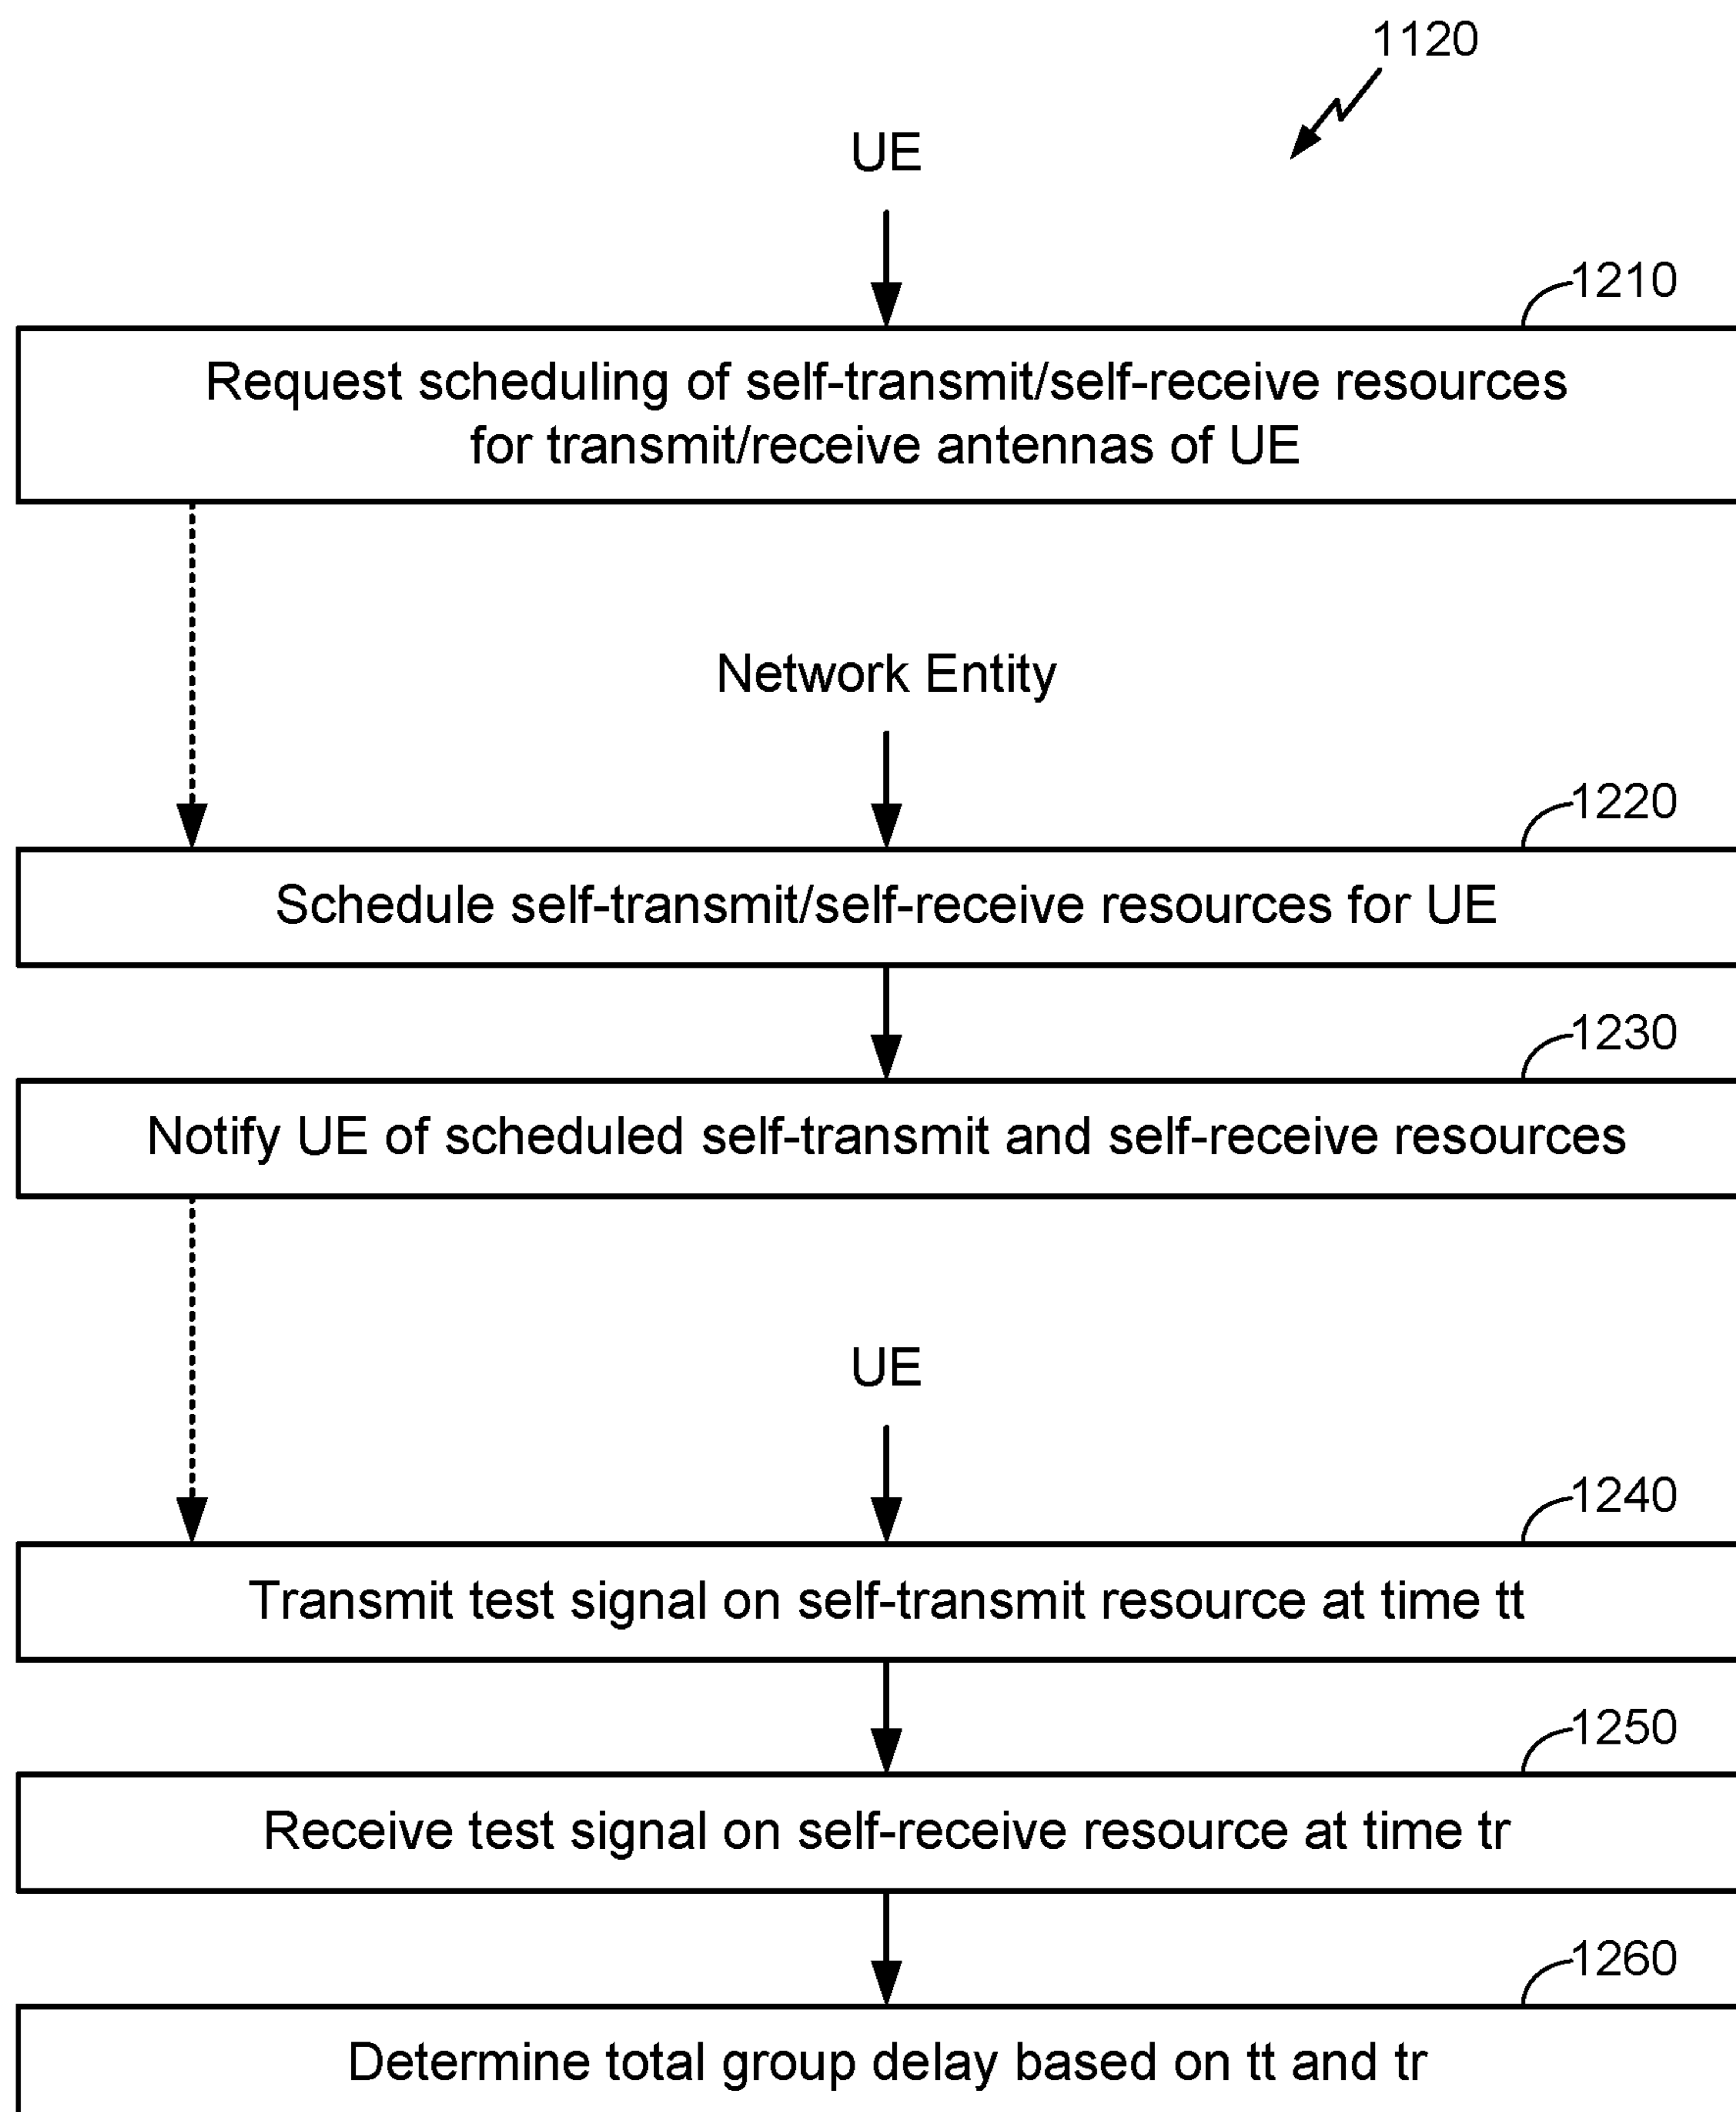 1120
UE
1210
Request scheduling of self-transmit/self-receive resources
for transmit/receive antennas of UE
Network Entity
1220
Schedule self-transmit/self-receive resources for UE
1230
Notify UE of scheduled self-transmit and self-receive resources
UE
1240
Transmit test signal on self-transmit resource at time tt
1250
Receive test signal on self-receive resource at time tr
1260
Determine total group delay based on tt and tr